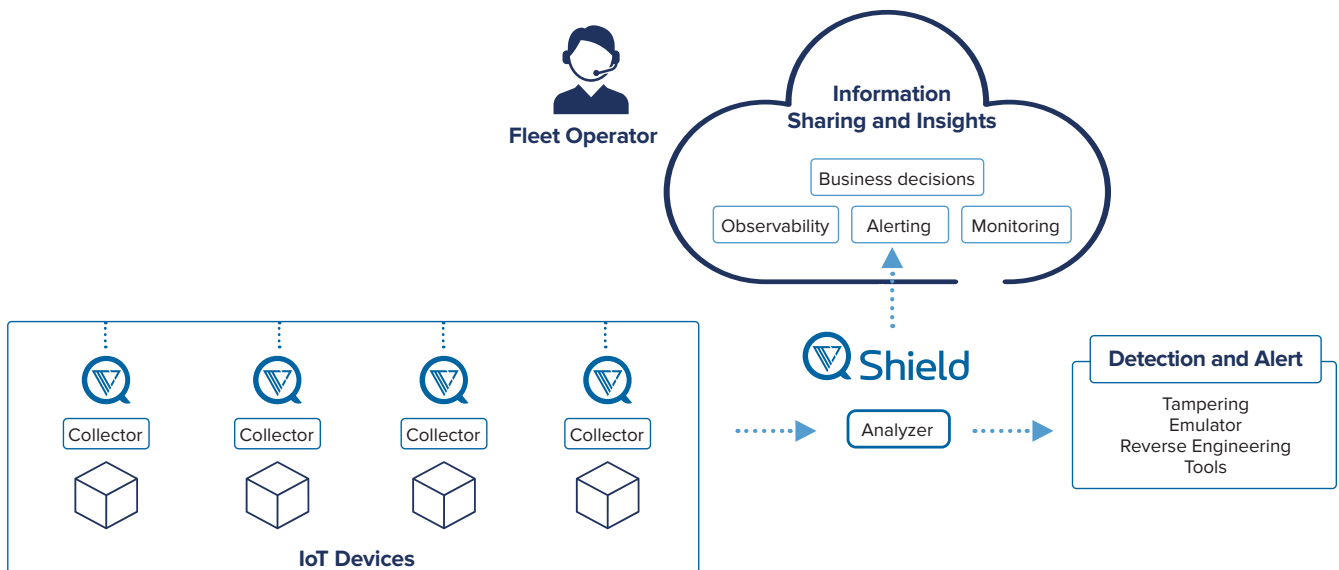 Fleet Operator
Information
Sharing and Insights
Business decisions
Observability
Alerting
Monitoring
Shield
Analyzer
Detection and Alert
Tampering
Emulator
Reverse Engineering
Tools
Collector
Collector
Collector
Collector
IoT Devices